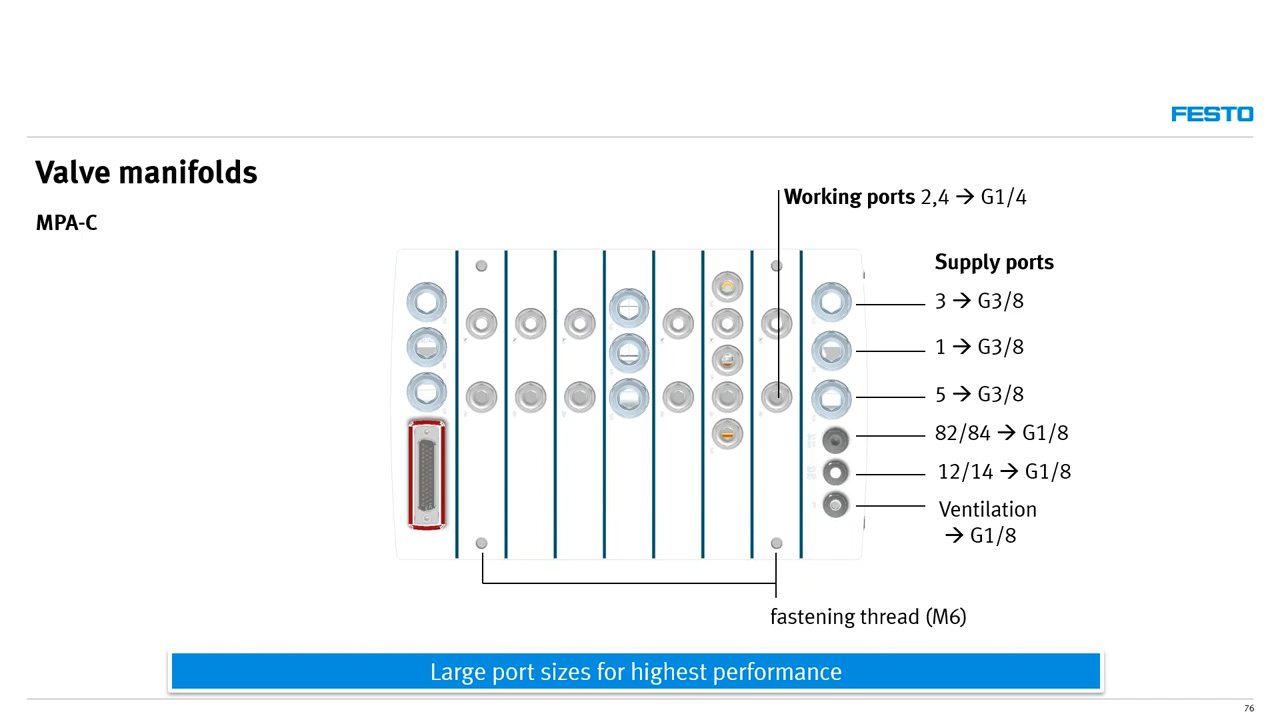 FESTO
Valve manifolds
MPA-C
Working ports 2,4 → G1/4
Supply ports
3 → G3/8
1 → G3/8
5 → G3/8
82/84 → G1/8
12/14 → G1/8
Ventilation
→ G1/8
fastening thread (M6)
Large port sizes for highest performance
76